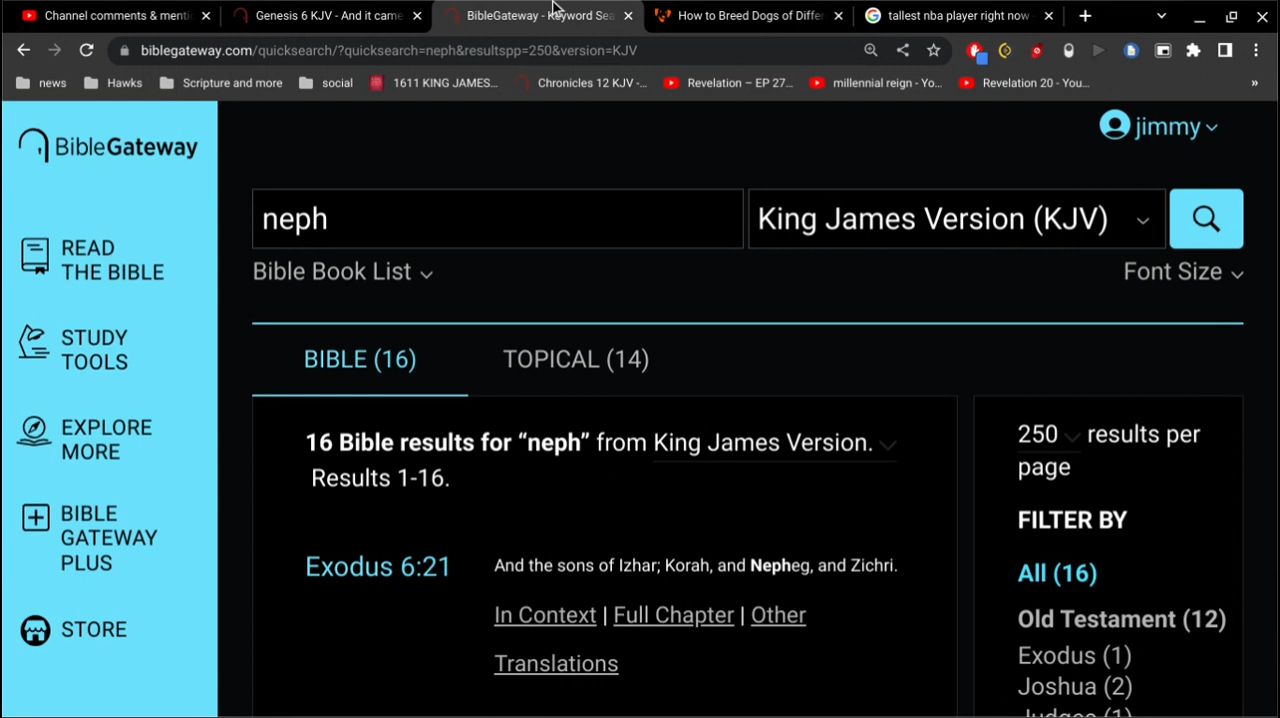 Channel comments & menti
Genesis 6 KJV - And it came
BibleGateway - Keyword Sea
How to Breed Dogs of Differ
tallest nba player right now -
biblegateway.com/quicksearch/?quicksearch=neph&resultspp=250&version=KJV
news
Hawks
Scripture and more
social
1611 KING JAMES...
Chronicles 12 KJV -...
Revelation – EP 27...
millennial reign - Yo...
Revelation 20 - You...
»
BibleGateway
jimmy
neph
King James Version (KJV)
Bible Book List
Font Size
READ
THE BIBLE
STUDY
TOOLS
EXPLORE
MORE
BIBLE
GATEWAY
PLUS
STORE
BIBLE (16)
TOPICAL (14)
16 Bible results for “neph” from King James Version.
Results 1-16.
Exodus 6:21
And the sons of Izhar; Korah, and Nepheg, and Zichri.
In Context | Full Chapter | Other
Translations
250 results per
page
FILTER BY
All (16)
Old Testament (12)
Exodus (1)
Joshua (2)
Judges (1)